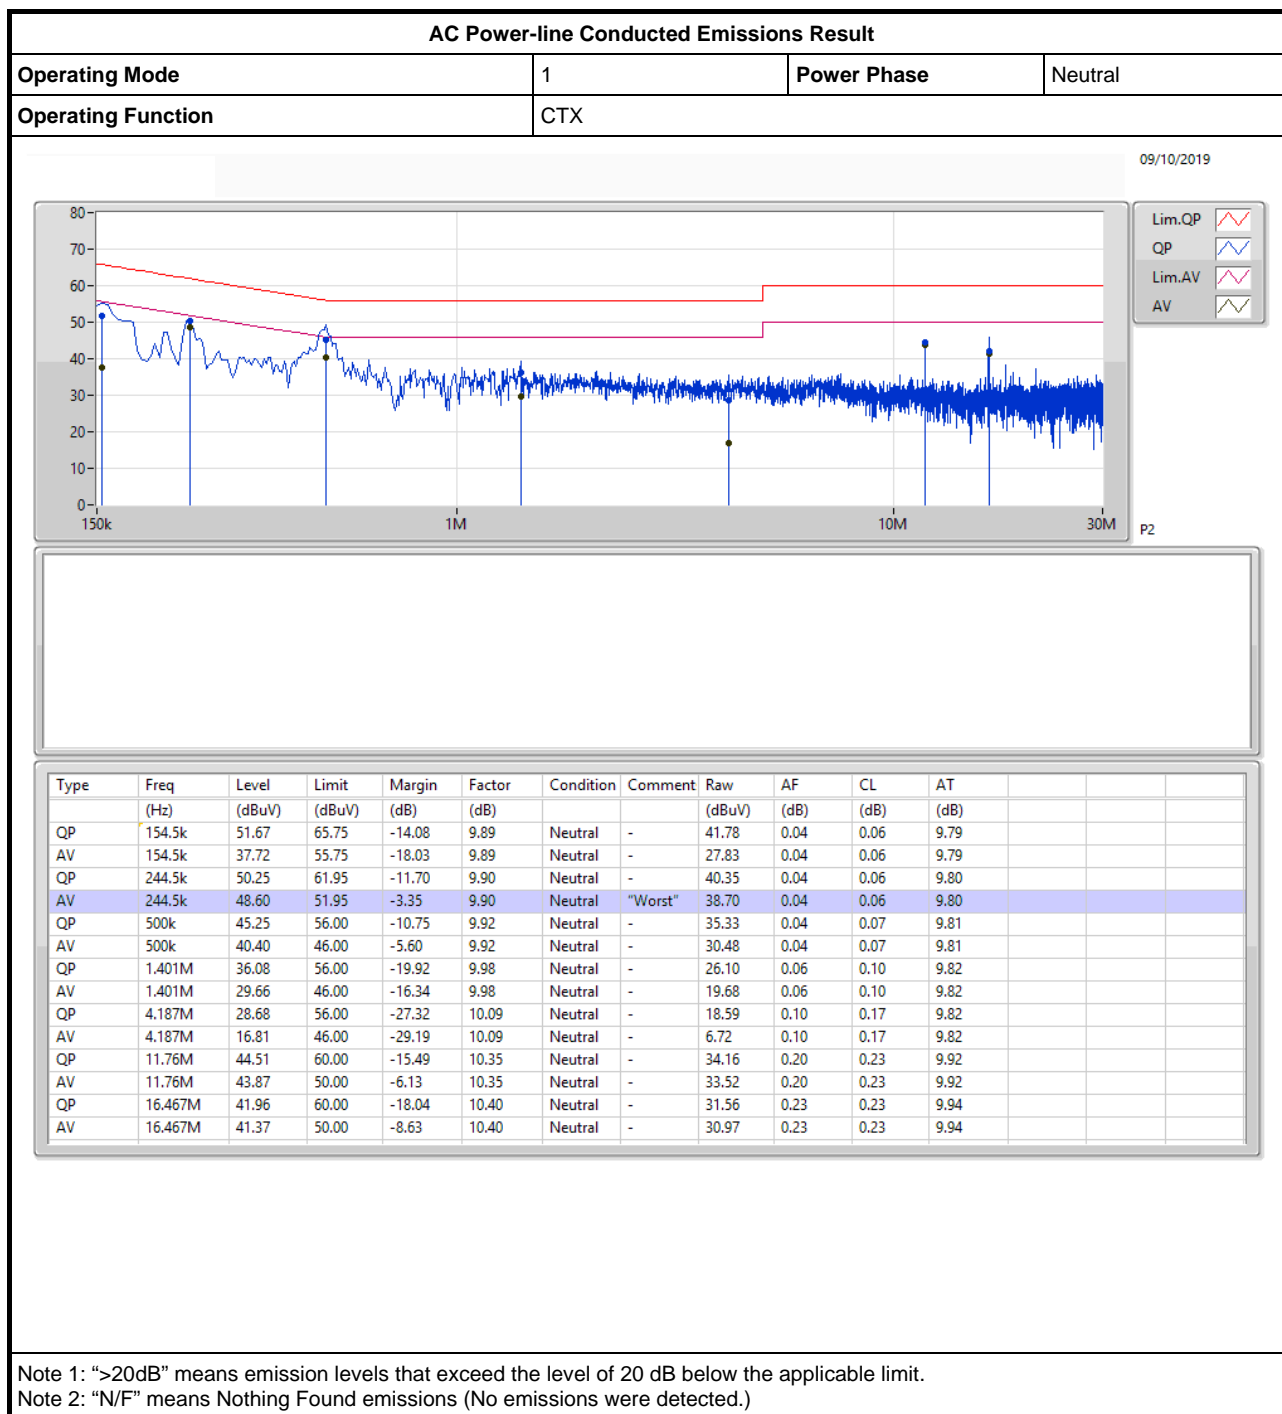 AC Power-line Conducted Emissions Result
Operating Mode 1 Power Phase Neutral
Operating Function CTX
09/10/2019
80
70
60
50
40
30
20
10
0
150k 1M 10M 30M
Lim.QP
QP
Lim.AV
AV
P2
Type Freq Level Limit Margin Factor Condition Comment Raw AF CL AT
(Hz) (dBuV) (dBuV) (dB) (dB) (dBuV) (dB) (dB) (dB)
QP 154.5k 51.67 65.75 -14.08 9.89 Neutral - 41.78 0.04 0.06 9.79
AV 154.5k 37.72 55.75 -18.03 9.89 Neutral - 27.83 0.04 0.06 9.79
QP 244.5k 50.25 61.95 -11.70 9.90 Neutral - 40.35 0.04 0.06 9.80
AV 244.5k 48.60 51.95 -3.35 9.90 Neutral "Worst" 38.70 0.04 0.06 9.80
QP 500k 45.25 56.00 -10.75 9.92 Neutral - 35.33 0.04 0.07 9.81
AV 500k 40.40 46.00 -5.60 9.92 Neutral - 30.48 0.04 0.07 9.81
QP 1.401M 36.08 56.00 -19.92 9.98 Neutral - 26.10 0.06 0.10 9.82
AV 1.401M 29.66 46.00 -16.34 9.98 Neutral - 19.68 0.06 0.10 9.82
QP 4.187M 28.68 56.00 -27.32 10.09 Neutral - 18.59 0.10 0.17 9.82
AV 4.187M 16.81 46.00 -29.19 10.09 Neutral - 6.72 0.10 0.17 9.82
QP 11.76M 44.51 60.00 -15.49 10.35 Neutral - 34.16 0.20 0.23 9.92
AV 11.76M 43.87 50.00 -6.13 10.35 Neutral - 33.52 0.20 0.23 9.92
QP 16.467M 41.96 60.00 -18.04 10.40 Neutral - 31.56 0.23 0.23 9.94
AV 16.467M 41.37 50.00 -8.63 10.40 Neutral - 30.97 0.23 0.23 9.94
Note 1: “>20dB” means emission levels that exceed the level of 20 dB below the applicable limit.
Note 2: “N/F” means Nothing Found emissions (No emissions were detected.)